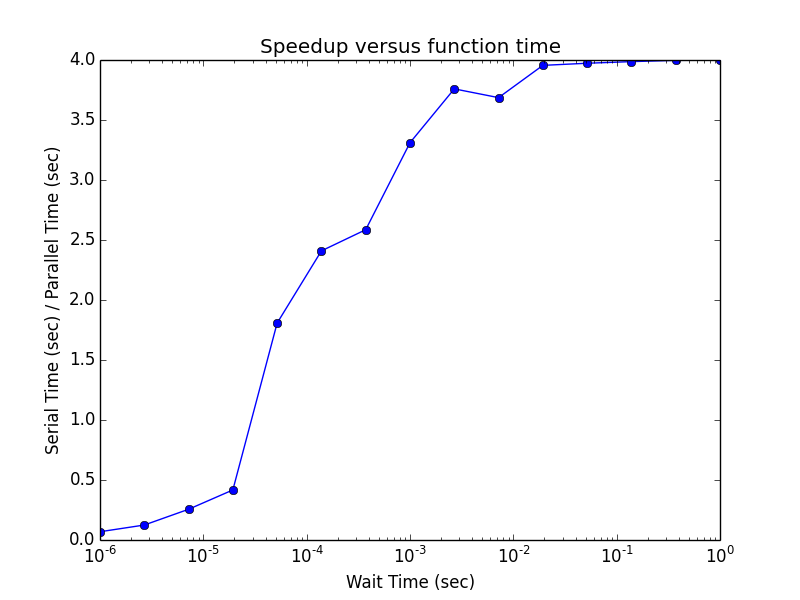 Speedup versus function time
Serial Time (sec) / Parallel Time (sec)
4.0
3.5
3.0
2.5
2.0
1.5
1.0
0.5
0.0
10^-6 10^-5 10^-4 10^-3 10^-2 10^-1 10^0
Wait Time (sec)